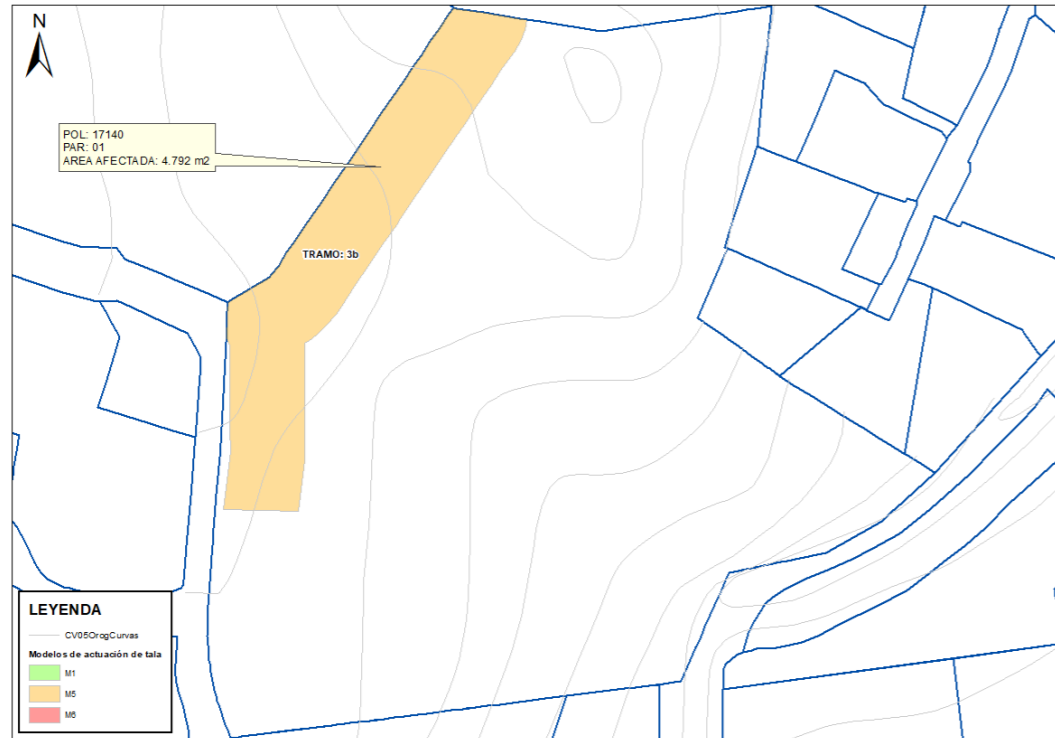 N
POL: 17140
PAR: 01
AREA AFECTADA: 4.792 m2
TRAMO: 3b
LEYENDA
CV05OrogCurvas
Modelos de actuación de tala
M1
M5
M6